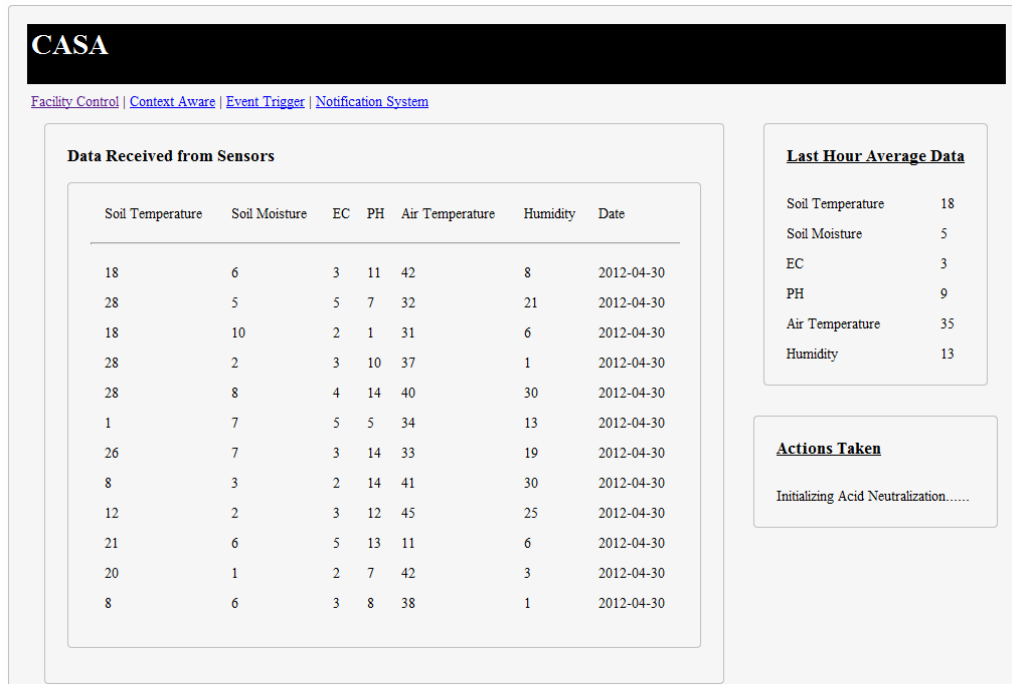 CASA
Facility Control | Context Aware | Event Trigger | Notification System
Data Received from Sensors
Soil Temperature Soil Moisture EC PH Air Temperature Humidity Date
18 6 3 11 42 8 2012-04-30
28 5 5 7 32 21 2012-04-30
18 10 2 1 31 6 2012-04-30
28 2 3 10 37 1 2012-04-30
28 8 4 14 40 30 2012-04-30
1 7 5 5 34 13 2012-04-30
26 7 3 14 33 19 2012-04-30
8 3 2 14 41 30 2012-04-30
12 2 3 12 45 25 2012-04-30
21 6 5 13 11 6 2012-04-30
20 1 2 7 42 3 2012-04-30
8 6 3 8 38 1 2012-04-30
Last Hour Average Data
Soil Temperature 18
Soil Moisture 5
EC 3
PH 9
Air Temperature 35
Humidity 13
Actions Taken
Initializing Acid Neutralization......